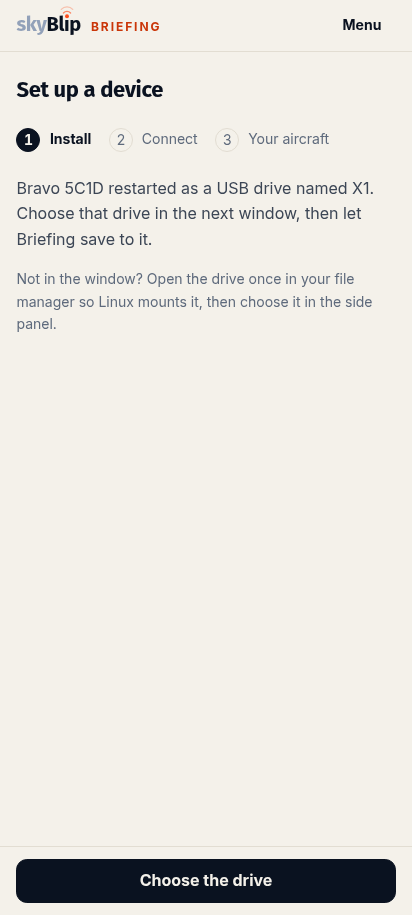 skyBlip BRIEFING
Menu
Set up a device
1 Install 2 Connect 3 Your aircraft
Bravo 5C1D restarted as a USB drive named X1.
Choose that drive in the next window, then let
Briefing save to it.
Not in the window? Open the drive once in your file
manager so Linux mounts it, then choose it in the side
panel.
Choose the drive